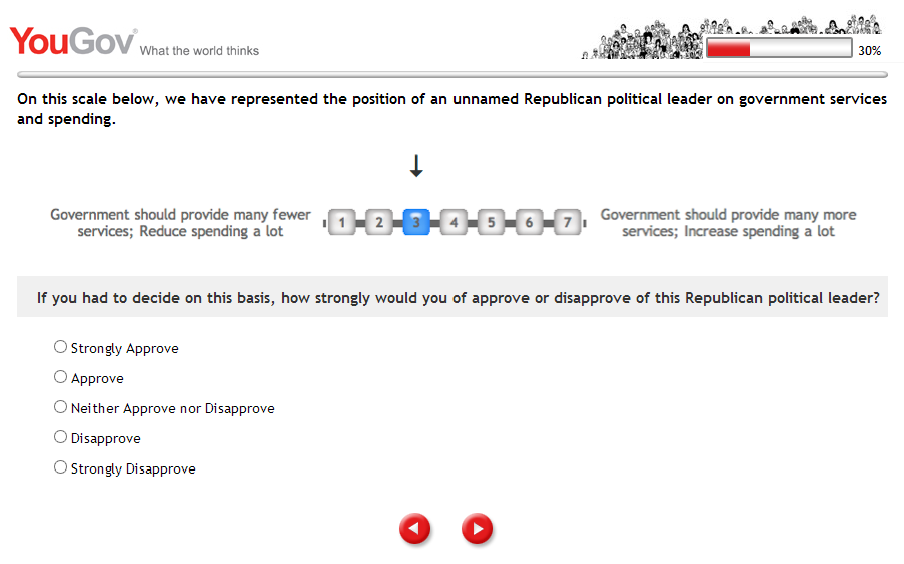 YouGov® What the world thinks
30%
On this scale below, we have represented the position of an unnamed Republican political leader on government services
and spending.
↓
Government should provide many fewer
services; Reduce spending a lot
1 2 3 4 5 6 7
Government should provide many more
services; Increase spending a lot
If you had to decide on this basis, how strongly would you of approve or disapprove of this Republican political leader?
Strongly Approve
Approve
Neither Approve nor Disapprove
Disapprove
Strongly Disapprove